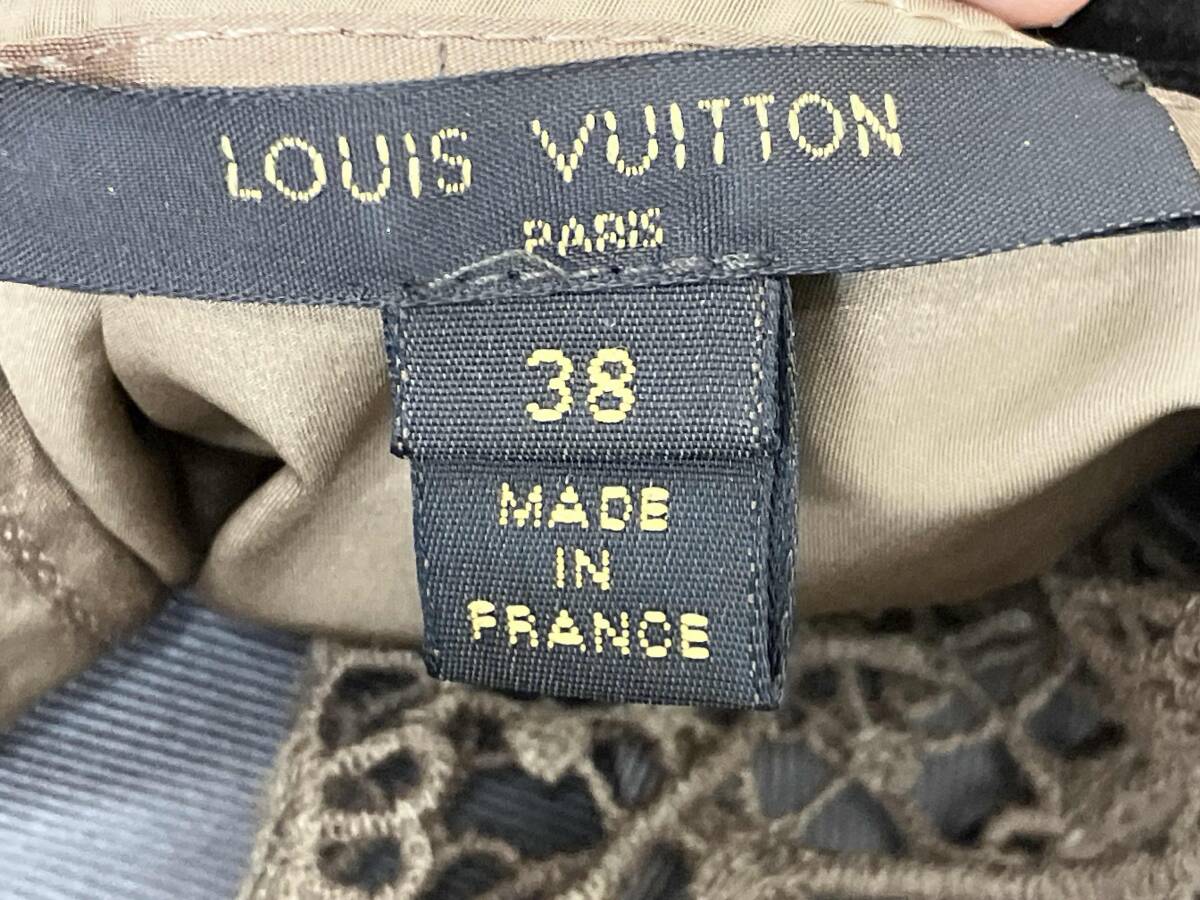 LOUIS VUITTON
PARIS
38
MADE
IN
FRANCE